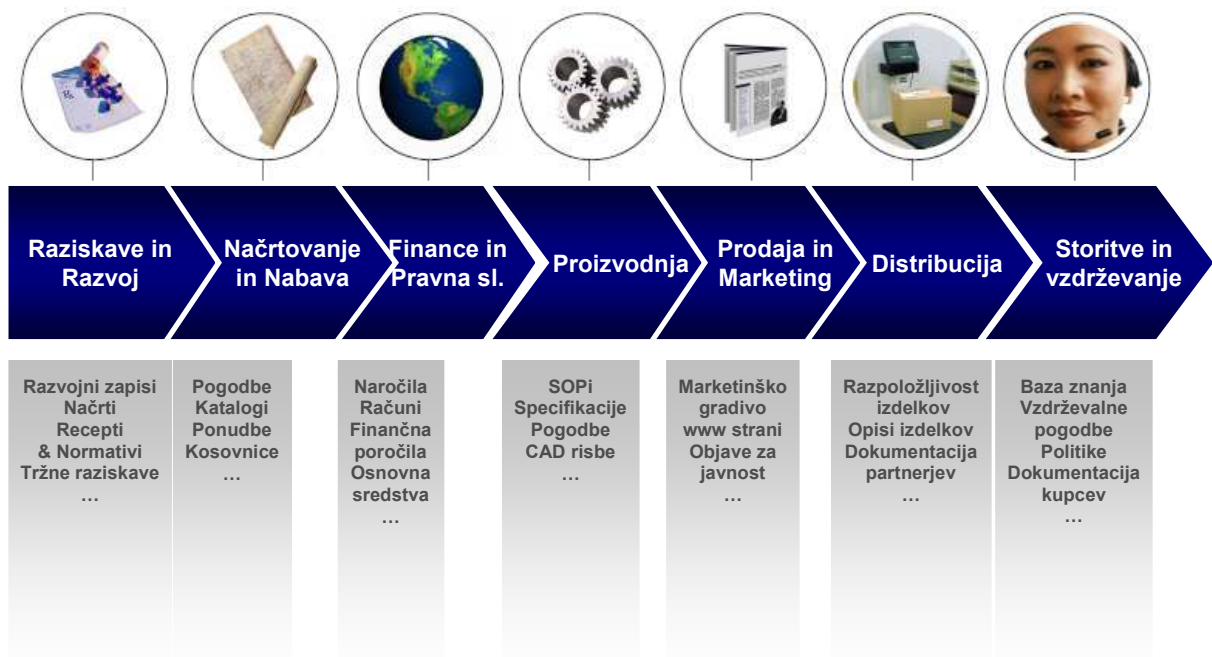 Raziskave in
Razvoj
Načrtovanje
in Nabava
Finance in
Pravna sl.
Proizvodnja
Prodaja in
Marketing
Distribucija
Storitve in
vzdrževanje
Razvojni zapisi
Načrti
Recepti
& Normativi
Tržne raziskave
…
Pogodbe
Katalogi
Ponudbe
Kosovnice
…
Naročila
Računi
Finančna
poročila
Osnovna
sredstva
…
SOPi
Specifikacije
Pogodbe
CAD risbe
…
Marketinško
gradivo
www strani
Objave za
javnost
…
Razpoložljivost
izdelkov
Opisi izdelkov
Dokumentacija
partnerjev
…
Baza znanja
Vzdrževalne
pogodbe
Politike
Dokumentacija
kupcev
…